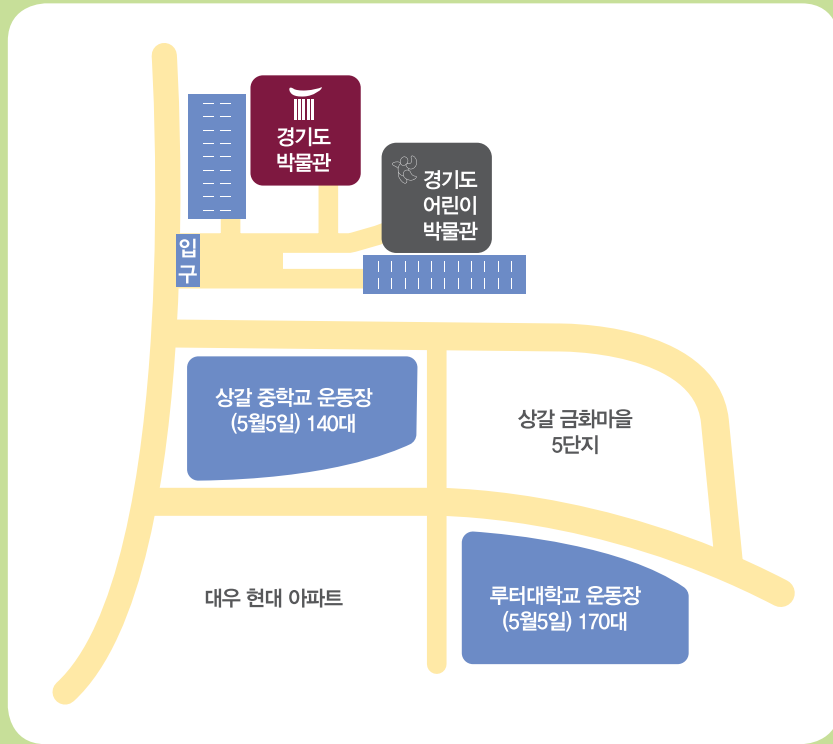 경기도
박물관
경기도
어린이
박물관
입
구
상갈 중학교 운동장
(5월5일) 140대
상갈 금화마을
5단지
대우 현대 아파트
루터대학교 운동장
(5월5일) 170대